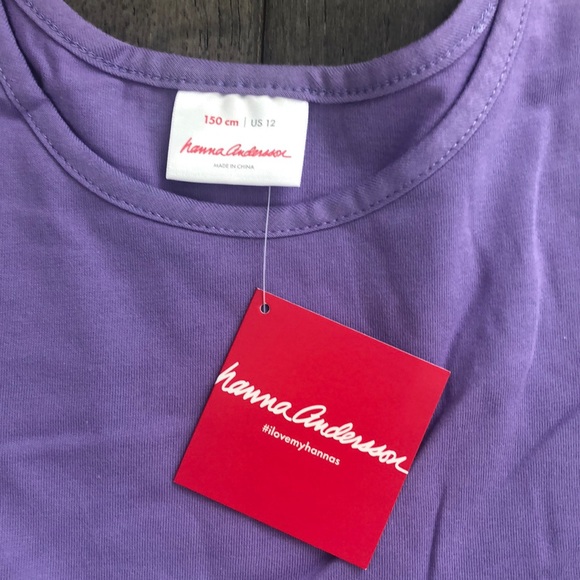 150 cm | US 12
hanna andersson
MADE IN CHINA
hanna andersson
#ilovemyhannas